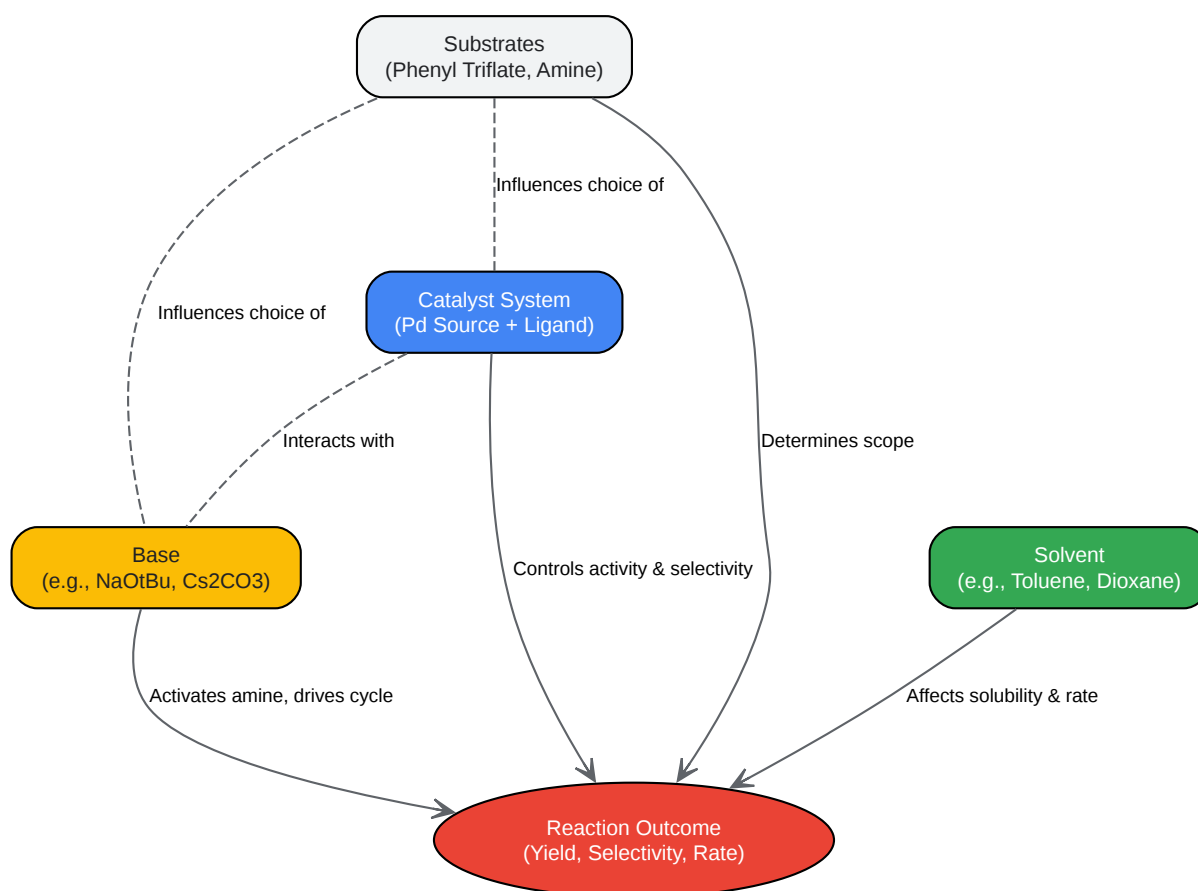 Substrates
(Phenyl Triflate, Amine)
Influences choice of
Catalyst System
(Pd Source + Ligand)
Influences choice of
Interacts with
Determines scope
Base
(e.g., NaOtBu, Cs2CO3)
Controls activity & selectivity
Solvent
(e.g., Toluene, Dioxane)
Activates amine, drives cycle
Affects solubility & rate
Reaction Outcome
(Yield, Selectivity, Rate)